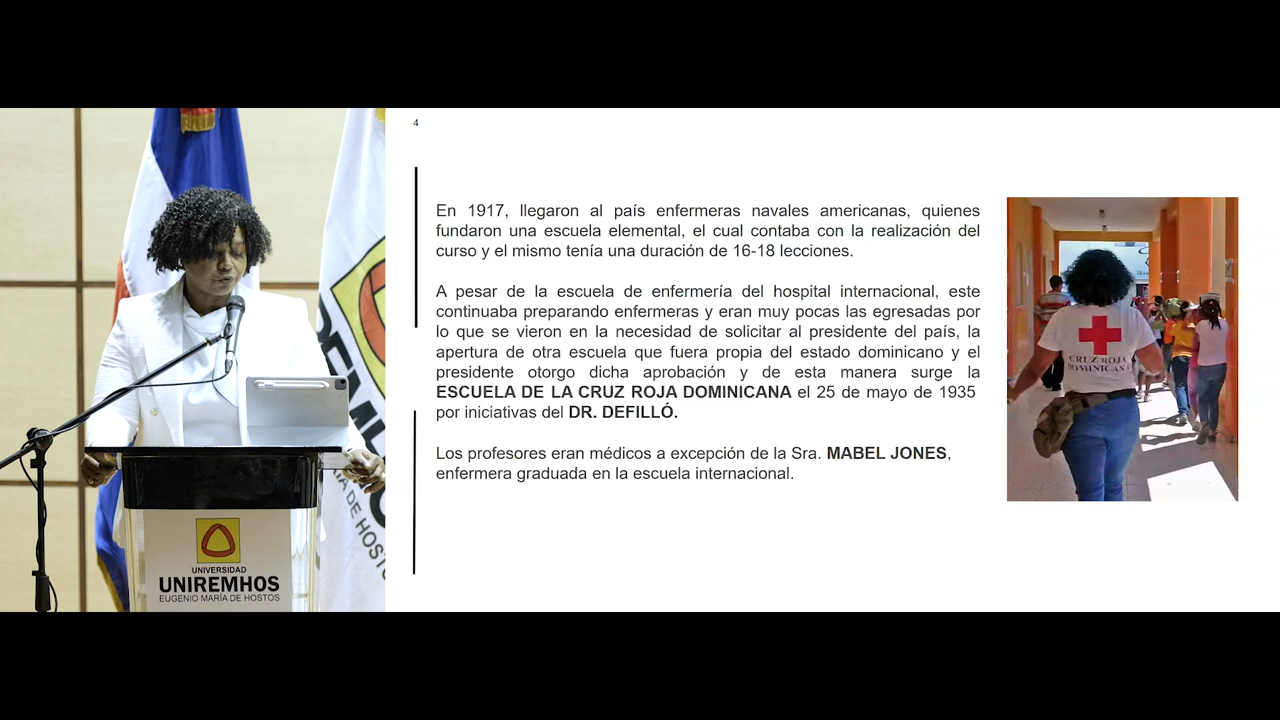 4
En 1917, llegaron al país enfermeras navales americanas, quienes
fundaron una escuela elemental, el cual contaba con la realización del
curso y el mismo tenía una duración de 16-18 lecciones.
A pesar de la escuela de enfermería del hospital internacional, este
continuaba preparando enfermeras y eran muy pocas las egresadas por
lo que se vieron en la necesidad de solicitar al presidente del país, la
apertura de otra escuela que fuera propia del estado dominicano y el
presidente otorgo dicha aprobación y de esta manera surge la
ESCUELA DE LA CRUZ ROJA DOMINICANA el 25 de mayo de 1935
por iniciativas del DR. DEFILLÓ.
Los profesores eran médicos a excepción de la Sra. MABEL JONES,
enfermera graduada en la escuela internacional.
CRUZ ROJA
DOMINICANA
UNIVERSIDAD
UNIREMHOS
EUGENIO MARÍA DE HOSTOS